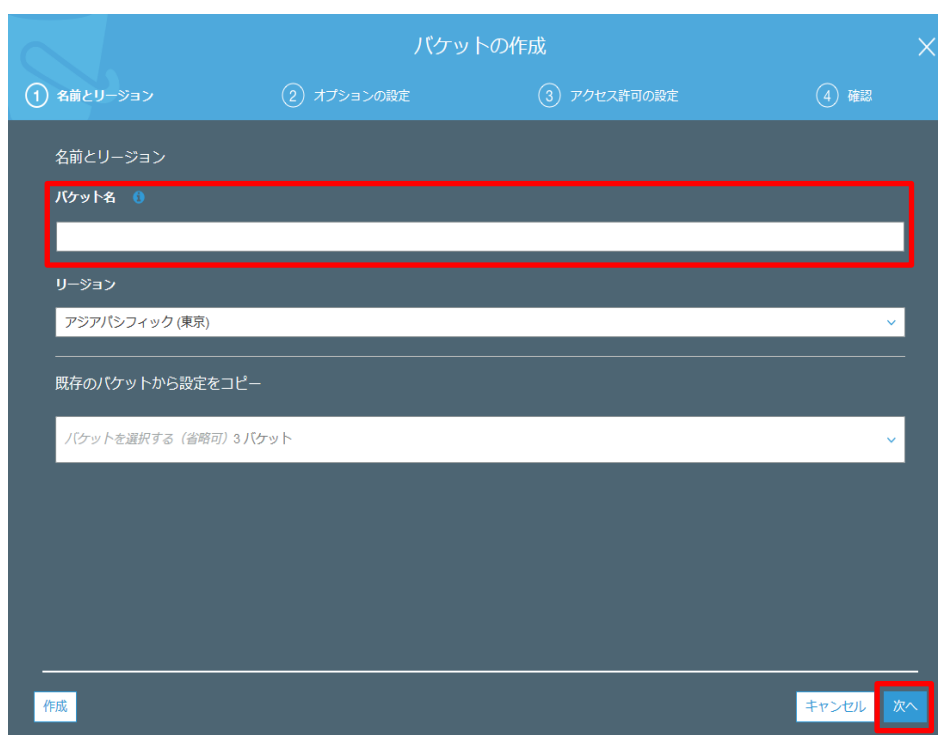 バケットの作成
1 名前とリージョン 2 オプションの設定 3 アクセス許可の設定 4 確認
名前とリージョン
バケット名
リージョン
アジアパシフィック (東京)
既存のバケットから設定をコピー
バケットを選択する（省略可）3 バケット
作成 キャンセル 次へ